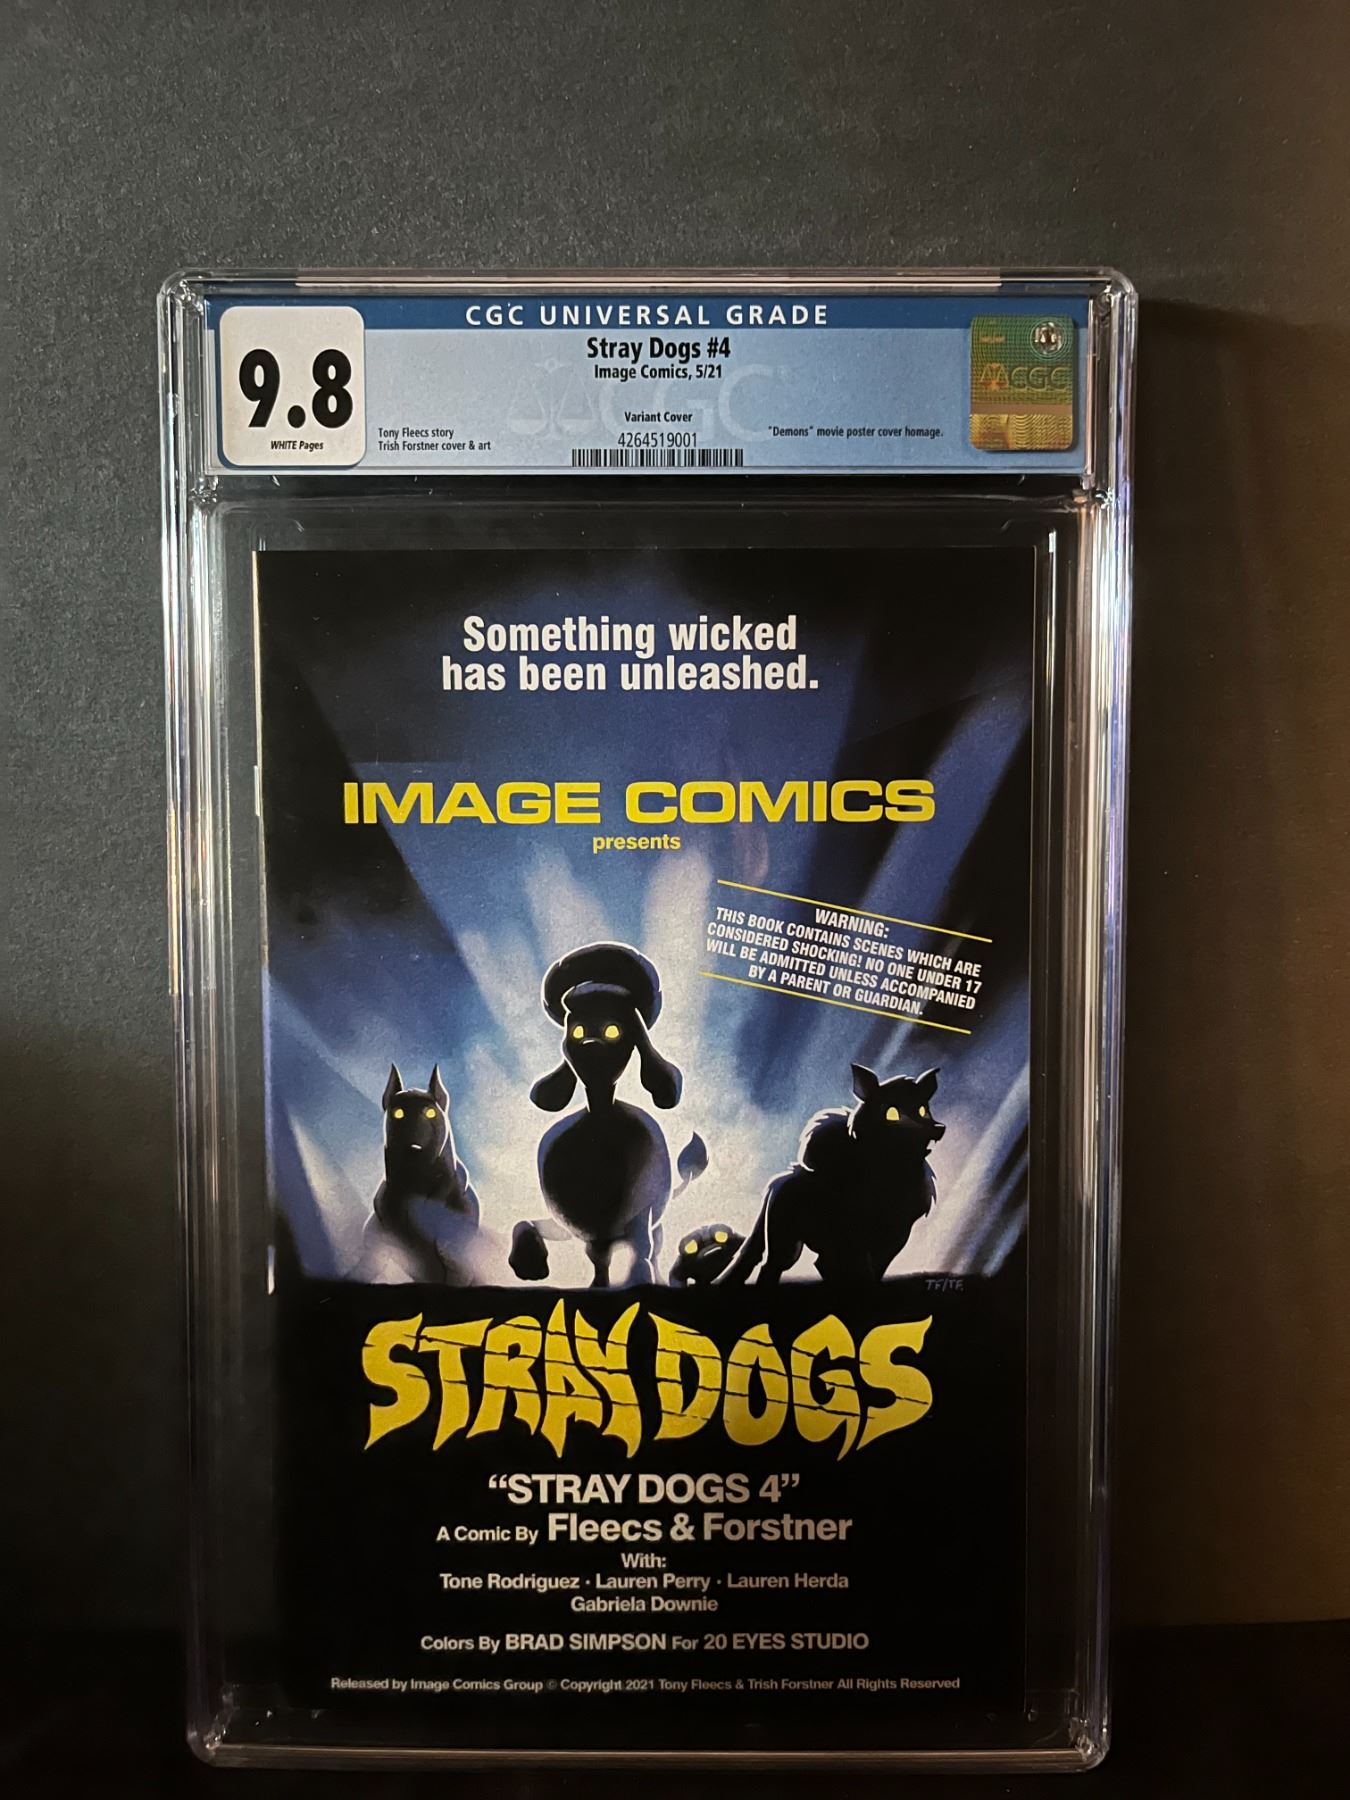 CGC UNIVERSAL GRADE
9.8
WHITE Pages
Stray Dogs #4
Image Comics, 5/21
Variant Cover
4264519001
Tony Fleecs story
Trish Forstner cover & art
"Demons" movie poster cover homage.
CGC
CGC
Something wicked
has been unleashed.
IMAGE COMICS
presents
WARNING:
THIS BOOK CONTAINS SCENES WHICH ARE
CONSIDERED SHOCKING! NO ONE UNDER 17
WILL BE ADMITTED UNLESS ACCOMPANIED
BY A PARENT OR GUARDIAN.
TF/TF.
STRAY DOGS
“STRAY DOGS 4”
A Comic By Fleecs & Forstner
With:
Tone Rodriguez · Lauren Perry · Lauren Herda
Gabriela Downie
Colors By BRAD SIMPSON For 20 EYES STUDIO
Released by Image Comics Group © Copyright 2021 Tony Fleecs & Trish Forstner All Rights Reserved